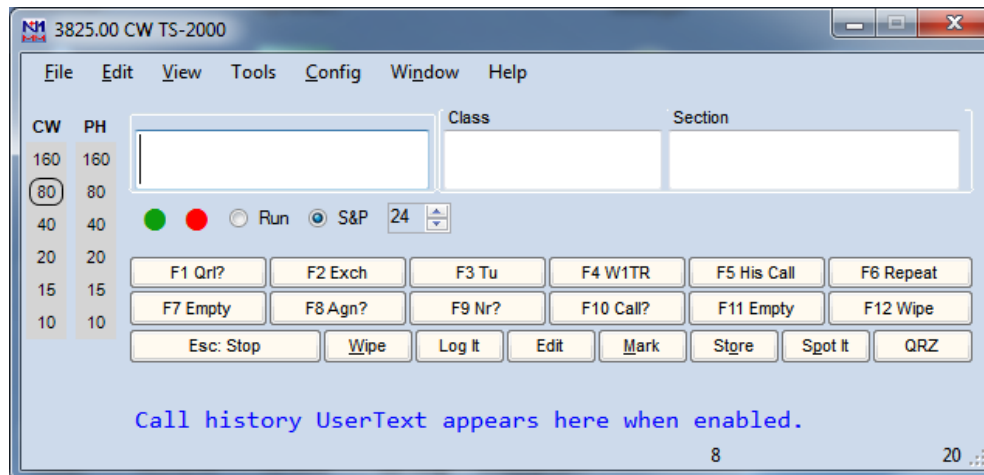 N1 MM 3825.00 CW TS-2000
File Edit View Tools Config Window Help
Class Section
CW PH
160 160
80 80
40 40
20 20
15 15
10 10
Run S&P 24
F1 Qrl? F2 Exch F3 Tu F4 W1TR F5 His Call F6 Repeat
F7 Empty F8 Agn? F9 Nr? F10 Call? F11 Empty F12 Wipe
Esc: Stop Wipe Log It Edit Mark Store Spot It QRZ
Call history UserText appears here when enabled.
8 20